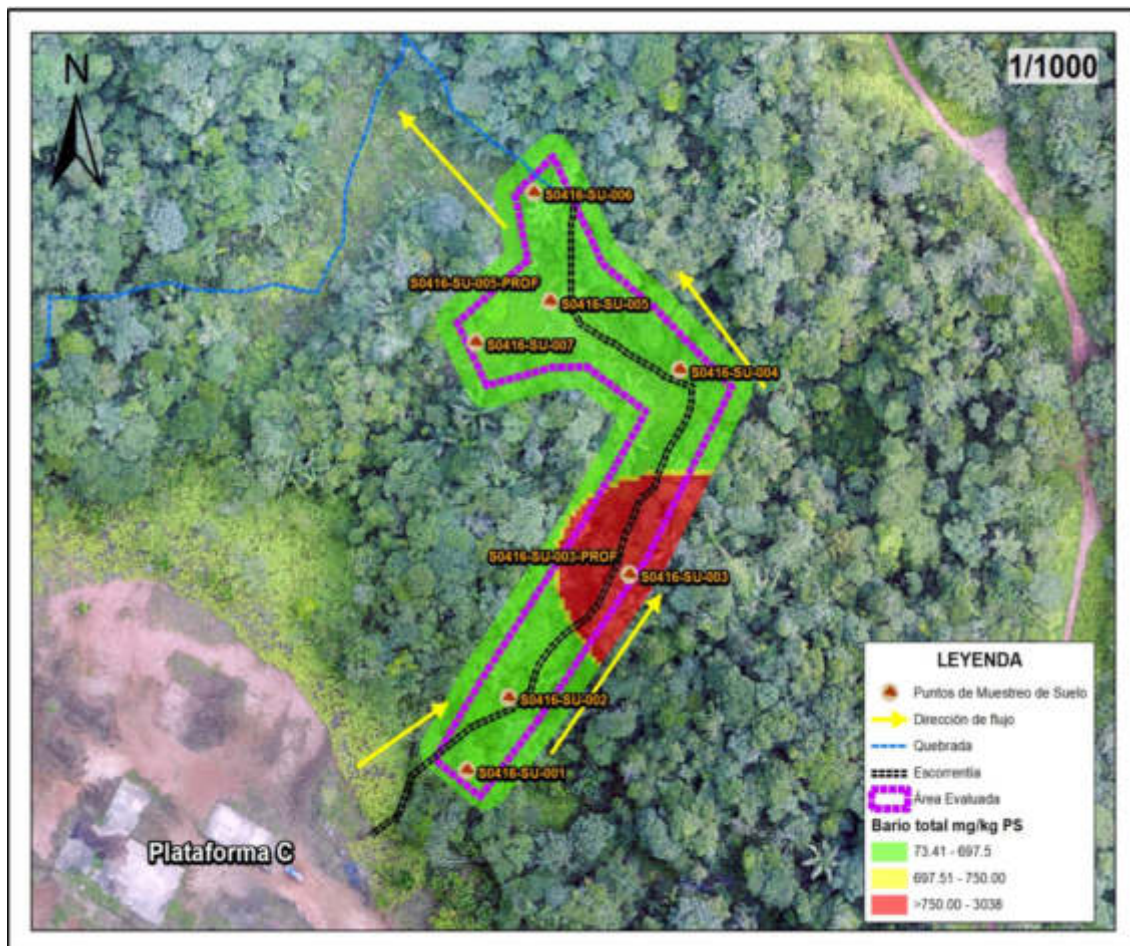 N
1/1000
S0416-SU-006
S0416-SU-005-PROF
S0416-SU-005
S0416-SU-007
S0416-SU-004
S0416-SU-003-PROF
S0416-SU-003
S0416-SU-002
S0416-SU-001
Plataforma C
LEYENDA
Puntos de Muestreo de Suelo
Dirección de flujo
Quebrada
Escorrentía
Área Evaluada
Bario total mg/kg PS
73.41 - 697.5
697.51 - 750.00
>750.00 - 3038